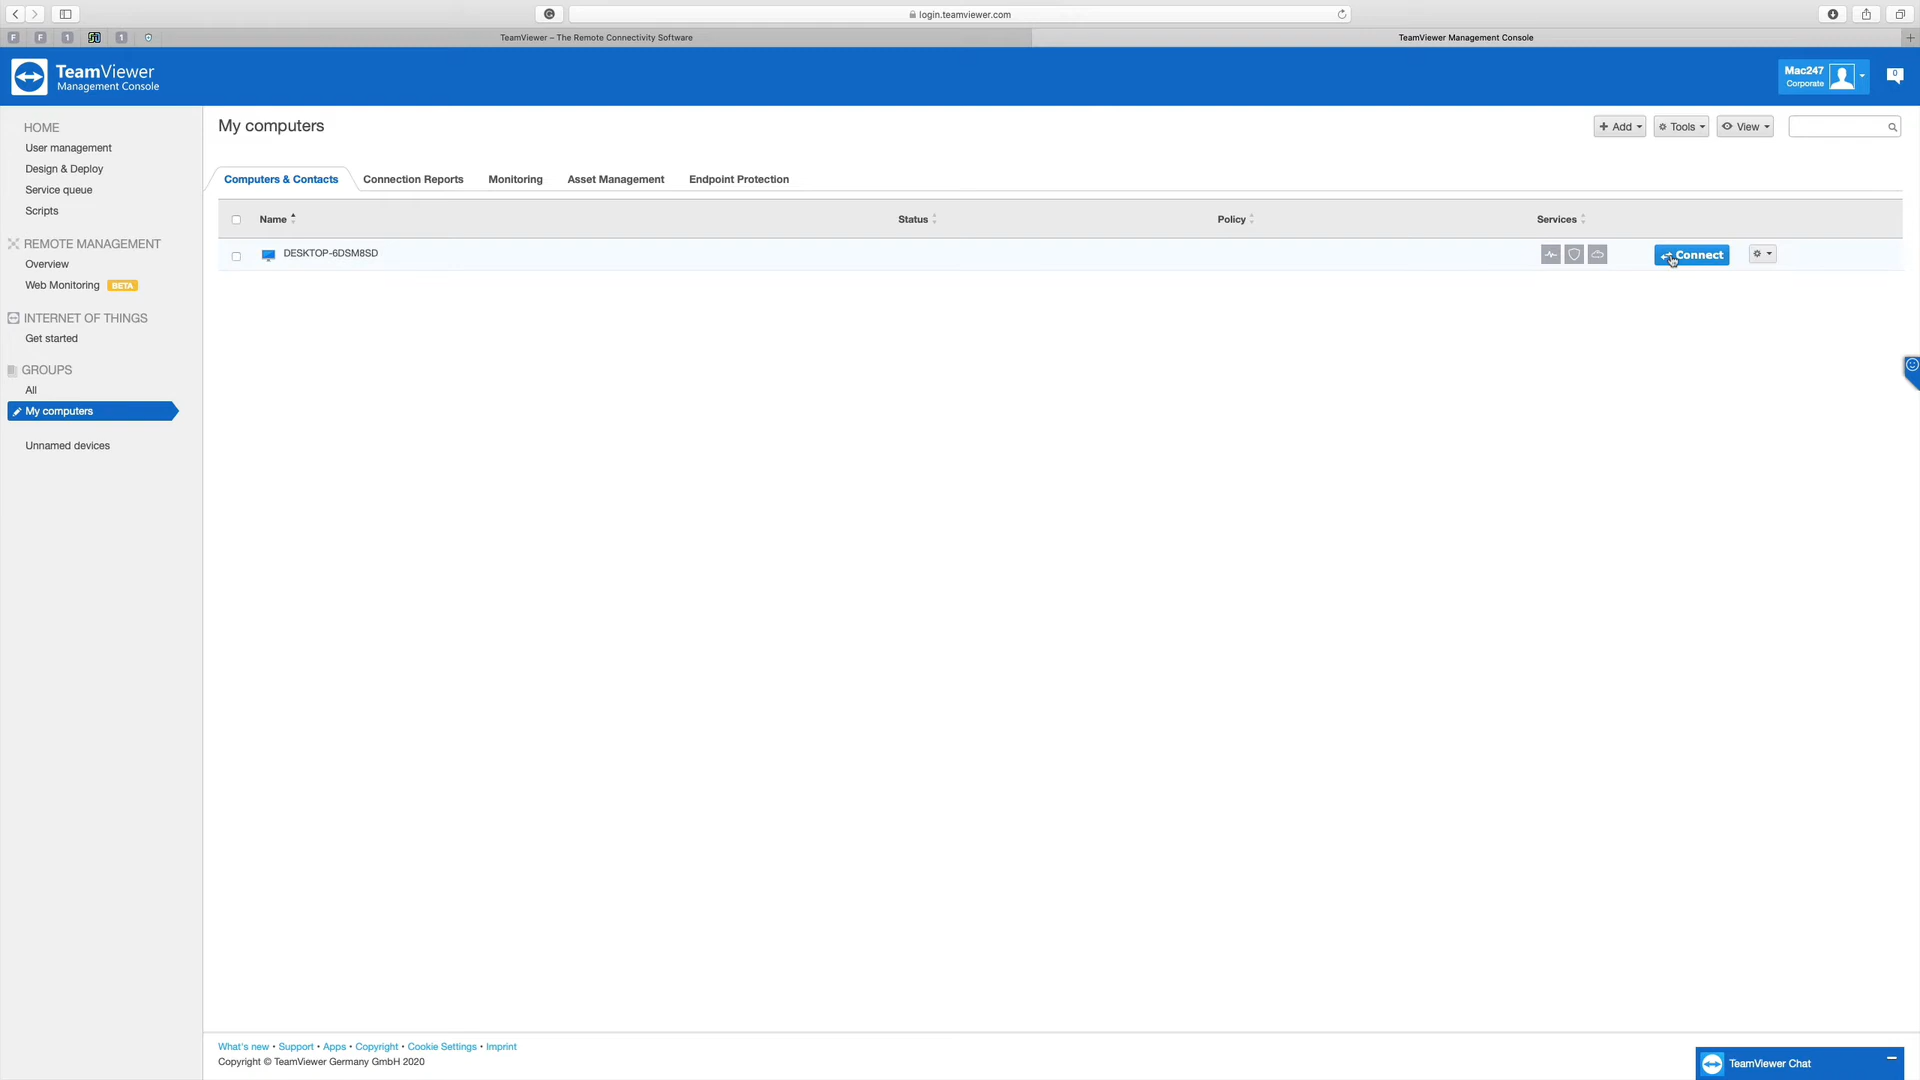 login.teamviewer.com
F F 1 1 TeamViewer – The Remote Connectivity Software TeamViewer Management Console
TeamViewer
Management Console
Mac247
Corporate
0
HOME
User management
Design & Deploy
Service queue
Scripts
REMOTE MANAGEMENT
Overview
Web Monitoring BETA
INTERNET OF THINGS
Get started
GROUPS
All
My computers
Unnamed devices
My computers
Add Tools View
Computers & Contacts Connection Reports Monitoring Asset Management Endpoint Protection
Name Status Policy Services
DESKTOP-6DSM8SD Connect
What's new • Support • Apps • Copyright • Cookie Settings • Imprint
Copyright © TeamViewer Germany GmbH 2020
TeamViewer Chat